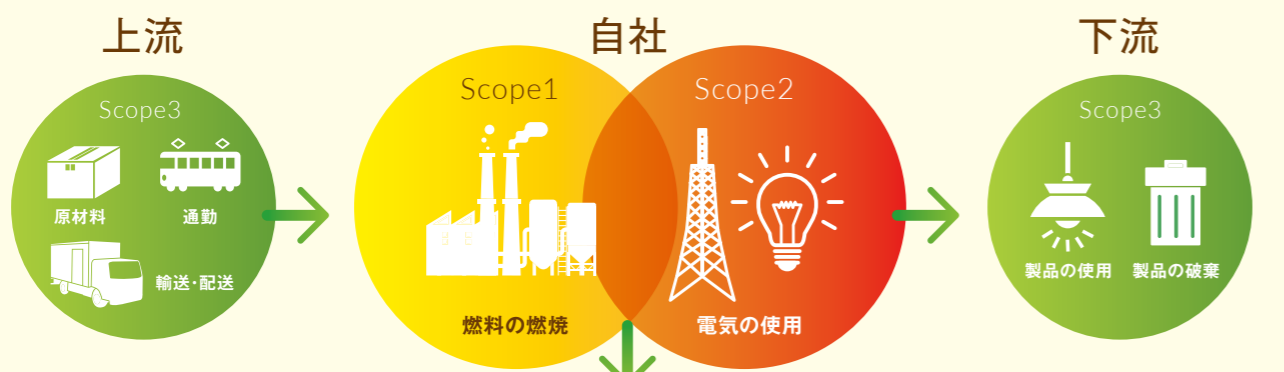 上流
Scope3
原材料
通勤
輸送・配送
自社
Scope1
燃料の燃焼
Scope2
電気の使用
下流
Scope3
製品の使用
製品の破棄